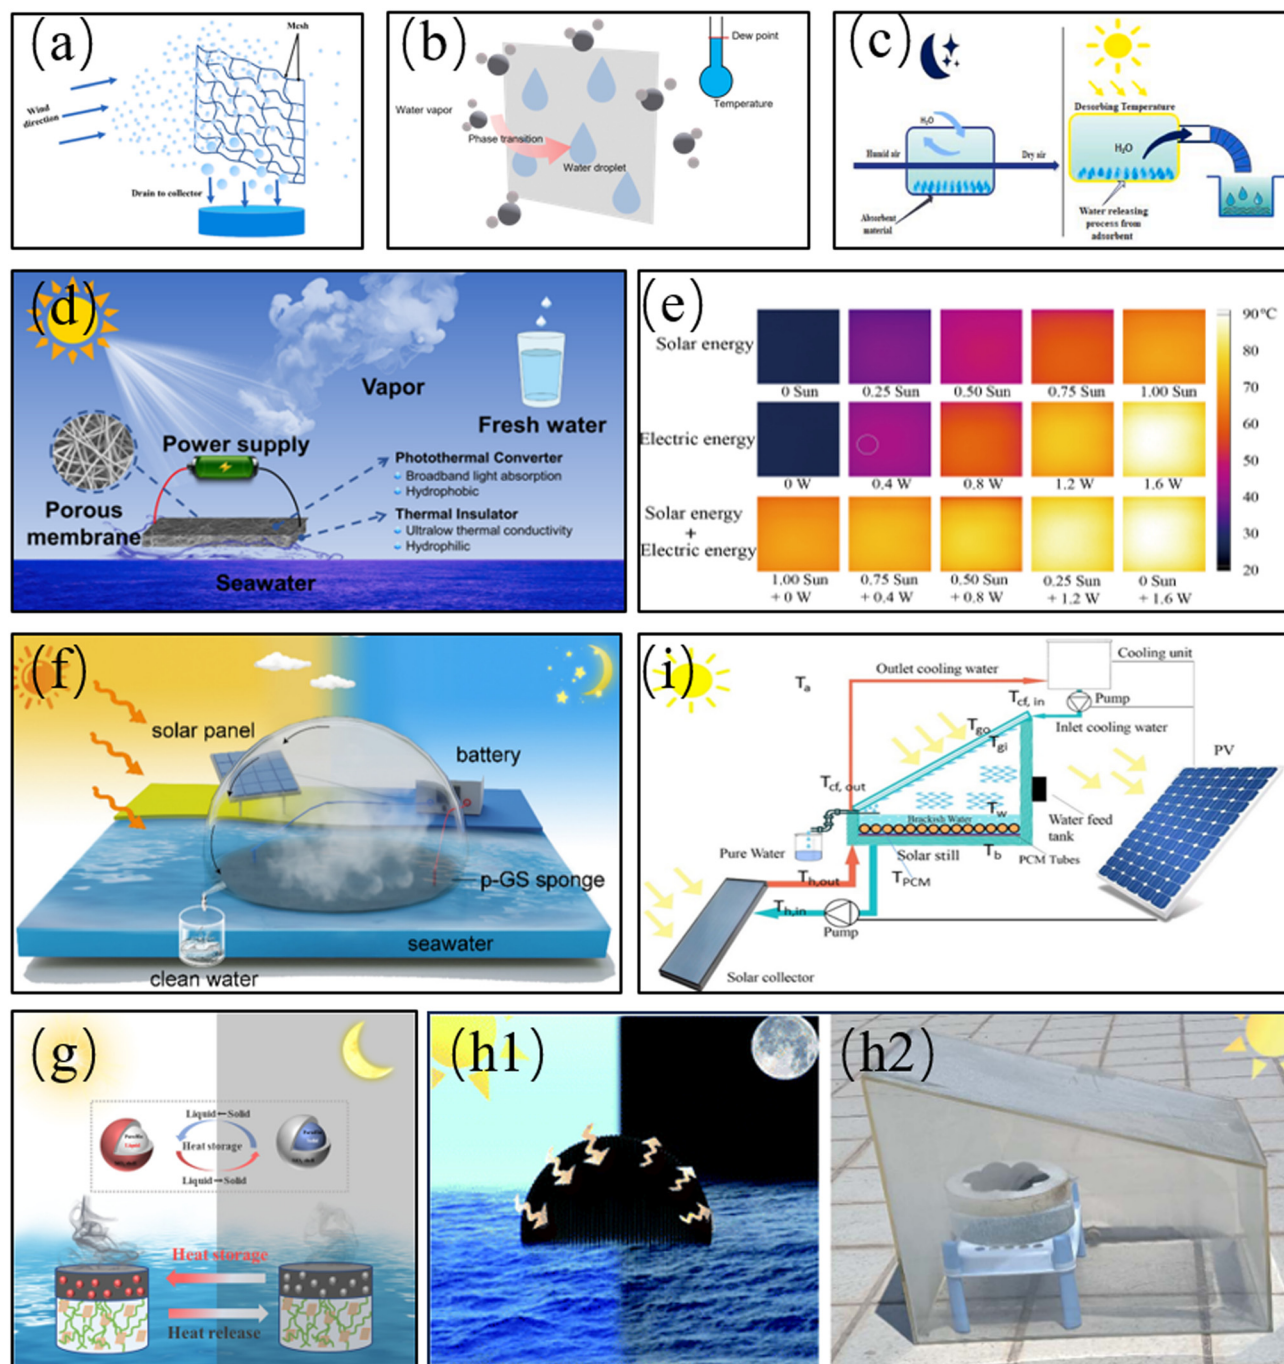 (a)
Mesh
Wind
direction
Drain to collector
(b)
Dew point
Temperature
Water vapor
Phase transition
Water droplet
(c)
H₂O
Humid air
Dry air
Absorbent
material
Desorbing Temperature
H₂O
Water releasing
process from
adsorbent
(d)
Vapor
Fresh water
Power supply
Porous
membrane
Photothermal Converter
Broadband light absorption
Hydrophobic
Thermal Insulator
Ultralow thermal conductivity
Hydrophilic
Seawater
(e)
Solar energy
0 Sun
0.25 Sun
0.50 Sun
0.75 Sun
1.00 Sun
Electric energy
0 W
0.4 W
0.8 W
1.2 W
1.6 W
Solar energy
+
Electric energy
1.00 Sun
+ 0 W
0.75 Sun
+ 0.4 W
0.50 Sun
+ 0.8 W
0.25 Sun
+ 1.2 W
0 Sun
+ 1.6 W
90°C
80
70
60
50
40
30
20
(f)
solar panel
battery
p-GS sponge
seawater
clean water
(i)
Ta
Outlet cooling water
Cooling unit
Tcf, in
Pump
Inlet cooling water
Tgo
Tgi
PV
Tcf, out
Tw
Brackish Water
Water feed
tank
Pure Water
Solar still
Tb
PCM Tubes
TPCM
Th,out
Th,in
Pump
Solar collector
(g)
Liquid←Solid
Liquid
Heat storage
Liquid→Solid
Heat storage
Heat release
(h1)
(h2)